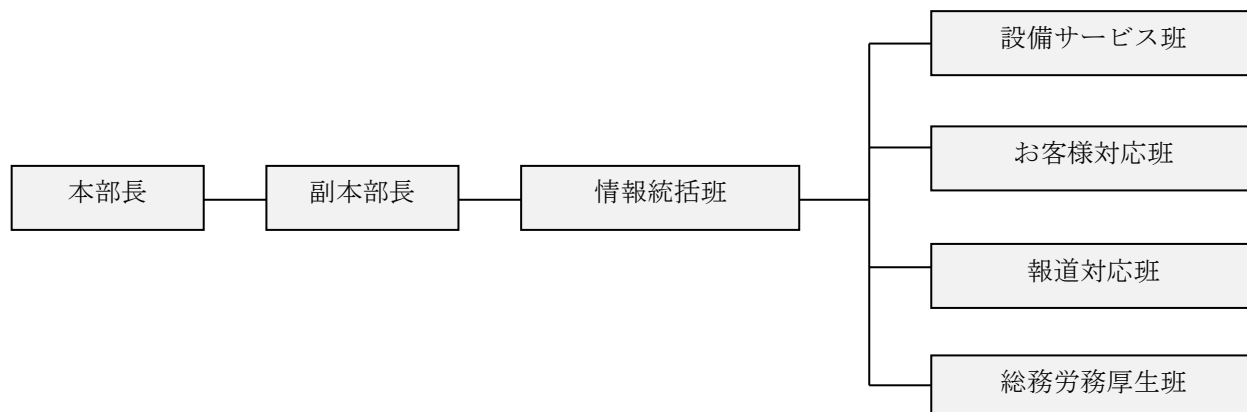 設備サービス班
お客様対応班
本部長
副本部長
情報統括班
報道対応班
総務労務厚生班